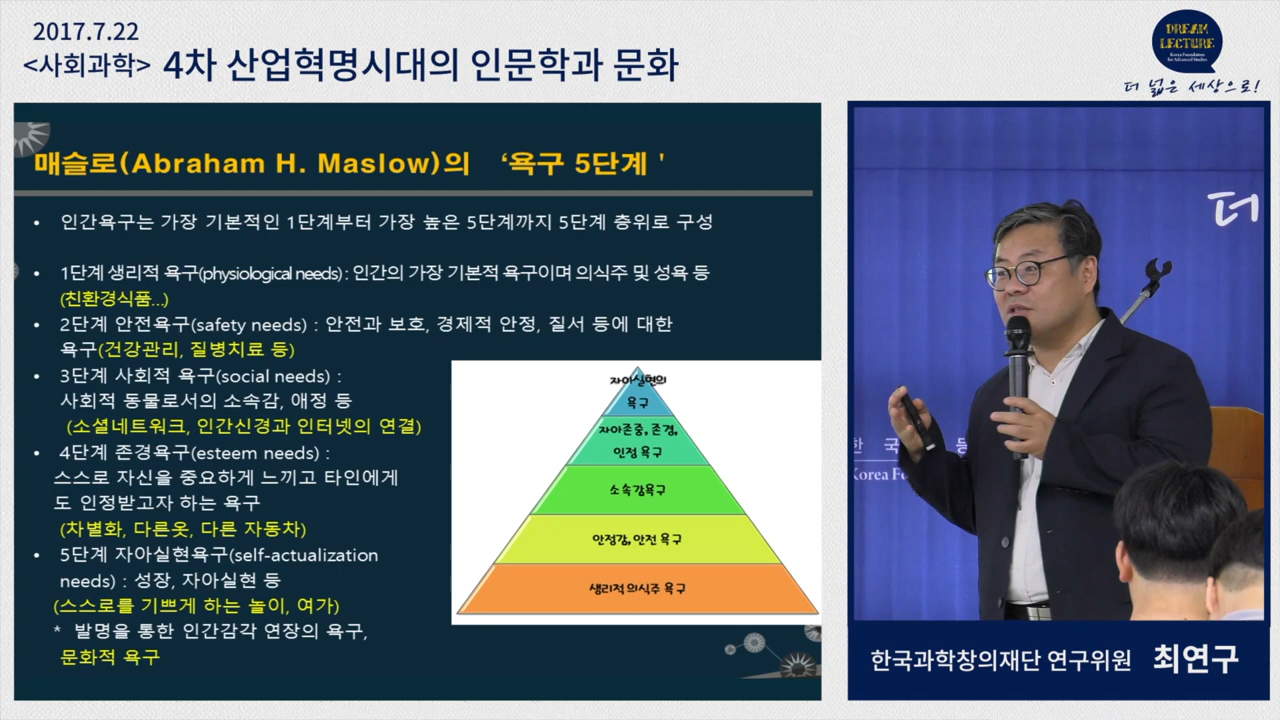 2017.7.22
<사회과학> 4차 산업혁명시대의 인문학과 문화
DREAM
LECTURE
Korea Foundation
for Advanced Studies
더 넓은 세상으로!
매슬로(Abraham H. Maslow)의 ‘욕구 5단계 '
• 인간욕구는 가장 기본적인 1단계부터 가장 높은 5단계까지 5단계 층위로 구성
• 1단계 생리적 욕구(physiological needs) : 인간의 가장 기본적 욕구이며 의식주 및 성욕 등
(친환경식품...)
• 2단계 안전욕구(safety needs) : 안전과 보호, 경제적 안정, 질서 등에 대한
욕구(건강관리, 질병치료 등)
• 3단계 사회적 욕구(social needs) :
사회적 동물로서의 소속감, 애정 등
(소셜네트워크, 인간신경과 인터넷의 연결)
• 4단계 존경욕구(esteem needs) :
스스로 자신을 중요하게 느끼고 타인에게
도 인정받고자 하는 욕구
(차별화, 다른옷, 다른 자동차)
• 5단계 자아실현욕구(self-actualization
needs) : 성장, 자아실현 등
(스스로를 기쁘게 하는 놀이, 여가)
* 발명을 통한 인간감각 연장의 욕구,
문화적 욕구
자아실현의
욕구
자아존중, 존경,
인정 욕구
소속감욕구
안정감, 안전 욕구
생리적 의식주 욕구
더
한 국 등
Korea Fo
한국과학창의재단 연구위원 최연구